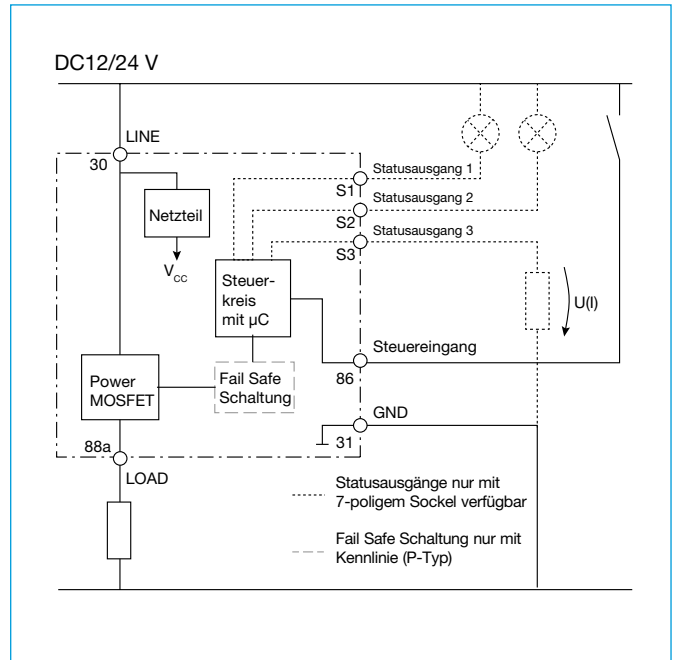 DC12/24 V
LINE
30
Statusausgang 1
S1
Statusausgang 2
S2
Statusausgang 3
S3
Netzteil
VCC
Steuer-
kreis
mit µC
U(I)
Steuereingang
86
Power
MOSFET
Fail Safe
Schaltung
GND
31
88a
LOAD
Statusausgänge nur mit
7-poligem Sockel verfügbar
Fail Safe Schaltung nur mit
Kennlinie (P-Typ)